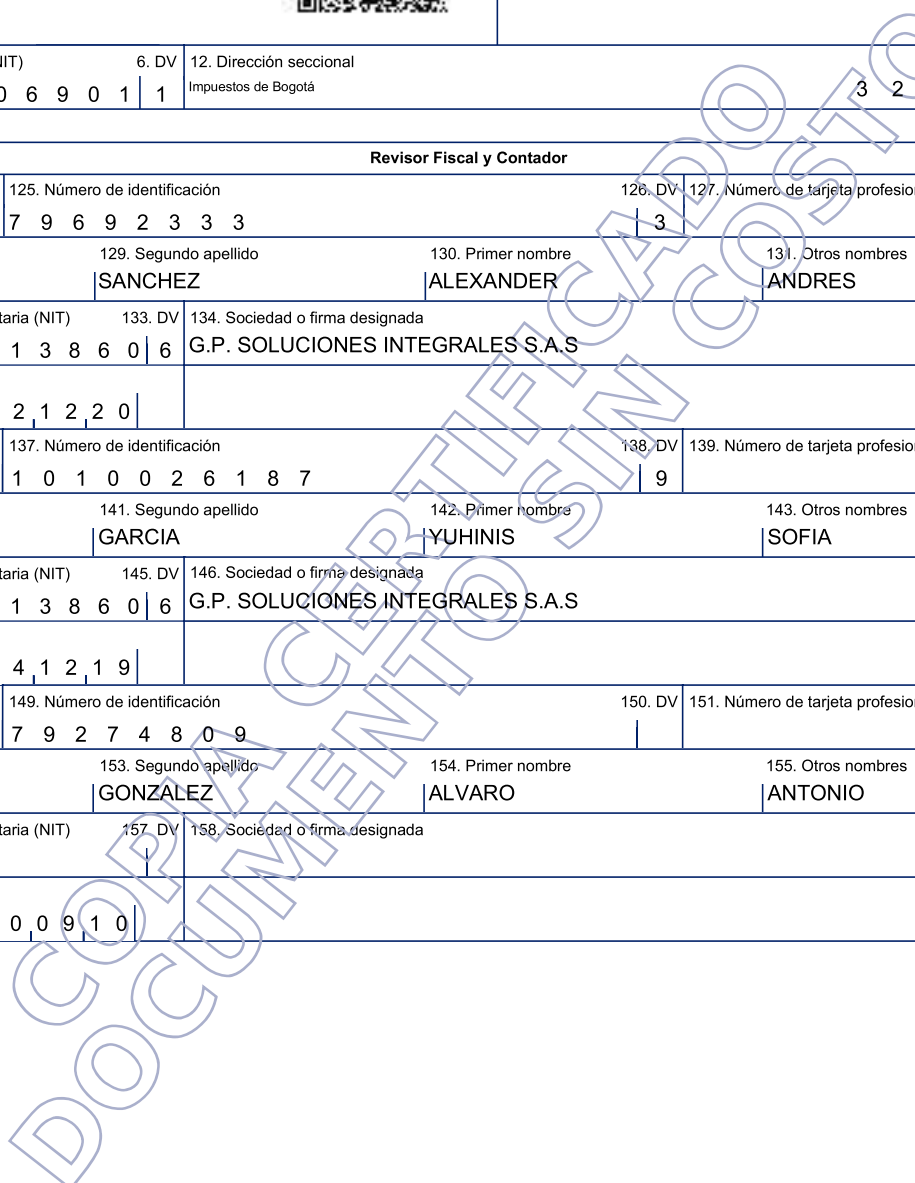 NIT) 6. DV 12. Dirección seccional
0 6 9 0 1 1 Impuestos de Bogotá 3 2
Revisor Fiscal y Contador
125. Número de identificación 126. DV 127. Número de tarjeta profesio
7 9 6 9 2 3 3 3 3
129. Segundo apellido 130. Primer nombre 131. Otros nombres
SANCHEZ ALEXANDER ANDRES
taria (NIT) 133. DV 134. Sociedad o firma designada
1 3 8 6 0 6 G.P. SOLUCIONES INTEGRALES S.A.S
2 1 2 2 0
137. Número de identificación 138. DV 139. Número de tarjeta profesio
1 0 1 0 0 2 6 1 8 7 9
141. Segundo apellido 142. Primer nombre 143. Otros nombres
GARCIA YUHINIS SOFIA
taria (NIT) 145. DV 146. Sociedad o firma designada
1 3 8 6 0 6 G.P. SOLUCIONES INTEGRALES S.A.S
4 1 2 1 9
149. Número de identificación 150. DV 151. Número de tarjeta profesio
7 9 2 7 4 8 0 9
153. Segundo apellido 154. Primer nombre 155. Otros nombres
GONZALEZ ALVARO ANTONIO
taria (NIT) 157. DV 158. Sociedad o firma designada
0 0 9 1 0
COPIA CERTIFICADO
DOCUMENTO SIN COSTO